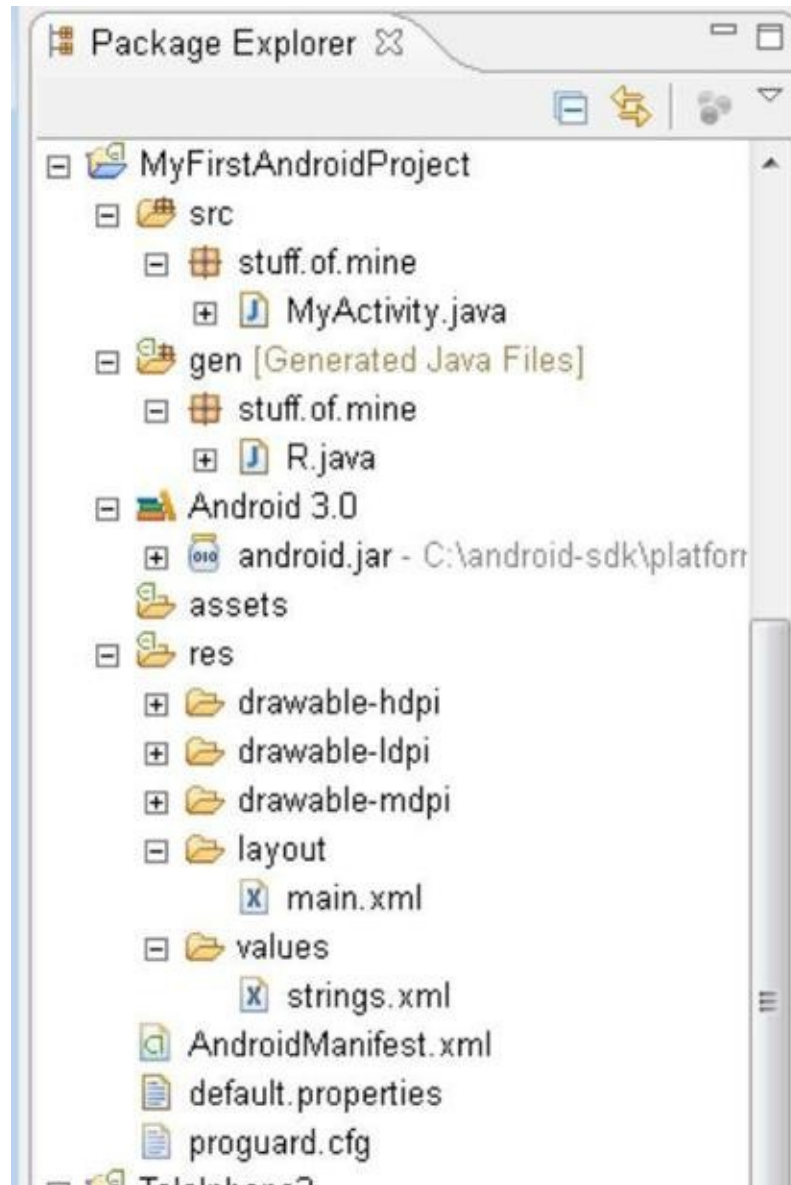 Package Explorer
MyFirstAndroidProject
src
stuff.of.mine
MyActivity.java
gen [Generated Java Files]
stuff.of.mine
R.java
Android 3.0
android.jar - C:\android-sdk\platforr
assets
res
drawable-hdpi
drawable-ldpi
drawable-mdpi
layout
main.xml
values
strings.xml
AndroidManifest.xml
default.properties
proguard.cfg